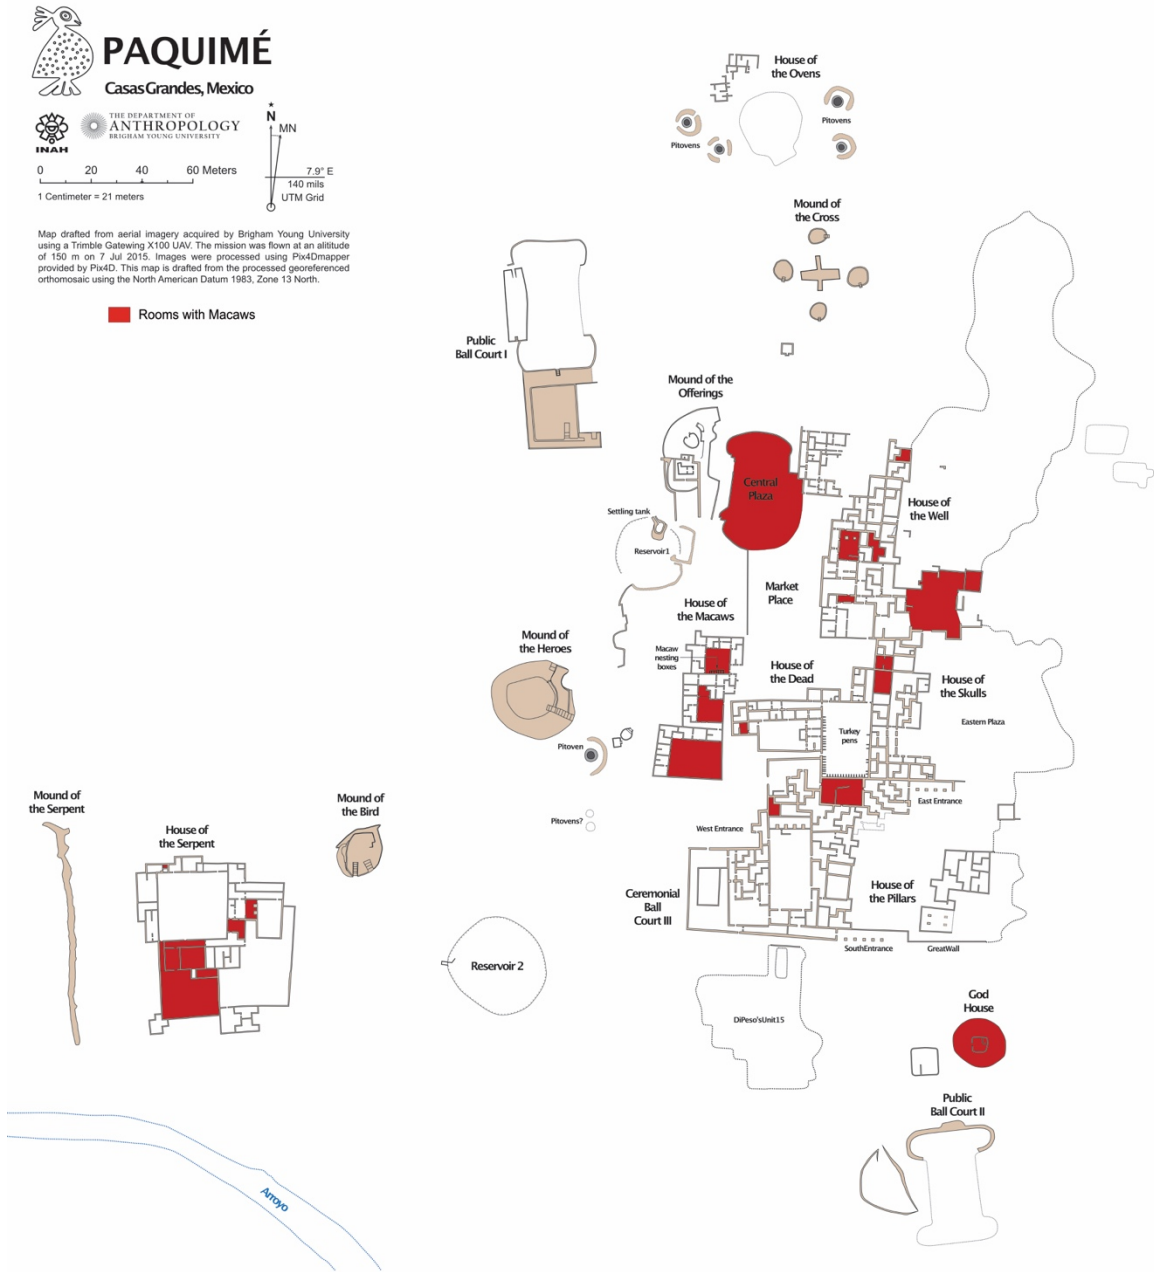 PAQUIMÉ
Casas Grandes, Mexico
INAH
THE DEPARTMENT OF
ANTHROPOLOGY
BRIGHAM YOUNG UNIVERSITY
N
MN
0 20 40 60 Meters
1 Centimeter = 21 meters
7.9° E
140 mils
UTM Grid
Map drafted from aerial imagery acquired by Brigham Young University
using a Trimble Gatewing X100 UAV. The mission was flown at an alitiude
of 150 m on 7 Jul 2015. Images were processed using Pix4Dmapper
provided by Pix4D. This map is drafted from the processed georeferenced
orthomosaic using the North American Datum 1983, Zone 13 North.
Rooms with Macaws
House of
the Ovens
Pitovens
Pitovens
Mound of
the Cross
Public
Ball Court I
Mound of the
Offerings
Central
Plaza
House of
the Well
Settling tank
Reservoir1
Market
Place
House of
the Macaws
Mound of
the Heroes
Macaw
nesting
boxes
House of
the Dead
House of
the Skulls
Eastern Plaza
Turkey
pens
Pitoven
East Entrance
Pitovens?
West Entrance
Mound of
the Serpent
House of
the Serpent
Mound of
the Bird
Ceremonial
Ball
Court III
House of
the Pillars
SouthEntrance
GreatWall
Reservoir 2
DiPeso'sUnit15
God
House
Public
Ball Court II
Arroyo